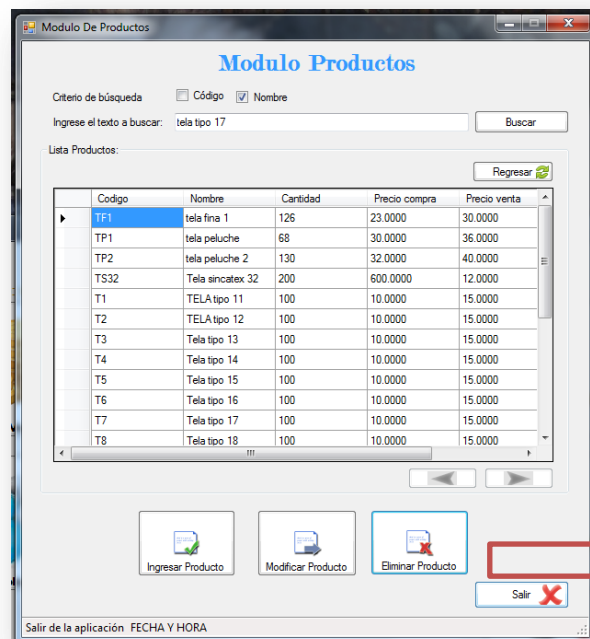 Modulo De Productos
Modulo Productos
Criterio de búsqueda Código Nombre
Ingrese el texto a buscar: tela tipo 17 Buscar
Lista Productos:
Regresar
Codigo Nombre Cantidad Precio compra Precio venta
TF1 tela fina 1 126 23.0000 30.0000
TP1 tela peluche 68 30.0000 36.0000
TP2 tela peluche 2 130 32.0000 40.0000
TS32 Tela sincatex 32 200 600.0000 12.0000
T1 TELA tipo 11 100 10.0000 15.0000
T2 TELA tipo 12 100 10.0000 15.0000
T3 Tela tipo 13 100 10.0000 15.0000
T4 Tela tipo 14 100 10.0000 15.0000
T5 Tela tipo 15 100 10.0000 15.0000
T6 Tela tipo 16 100 10.0000 15.0000
T7 Tela tipo 17 100 10.0000 15.0000
T8 Tela tipo 18 100 10.0000 15.0000
Ingresar Producto Modificar Producto Eliminar Producto
Salir
Salir de la aplicación FECHA Y HORA